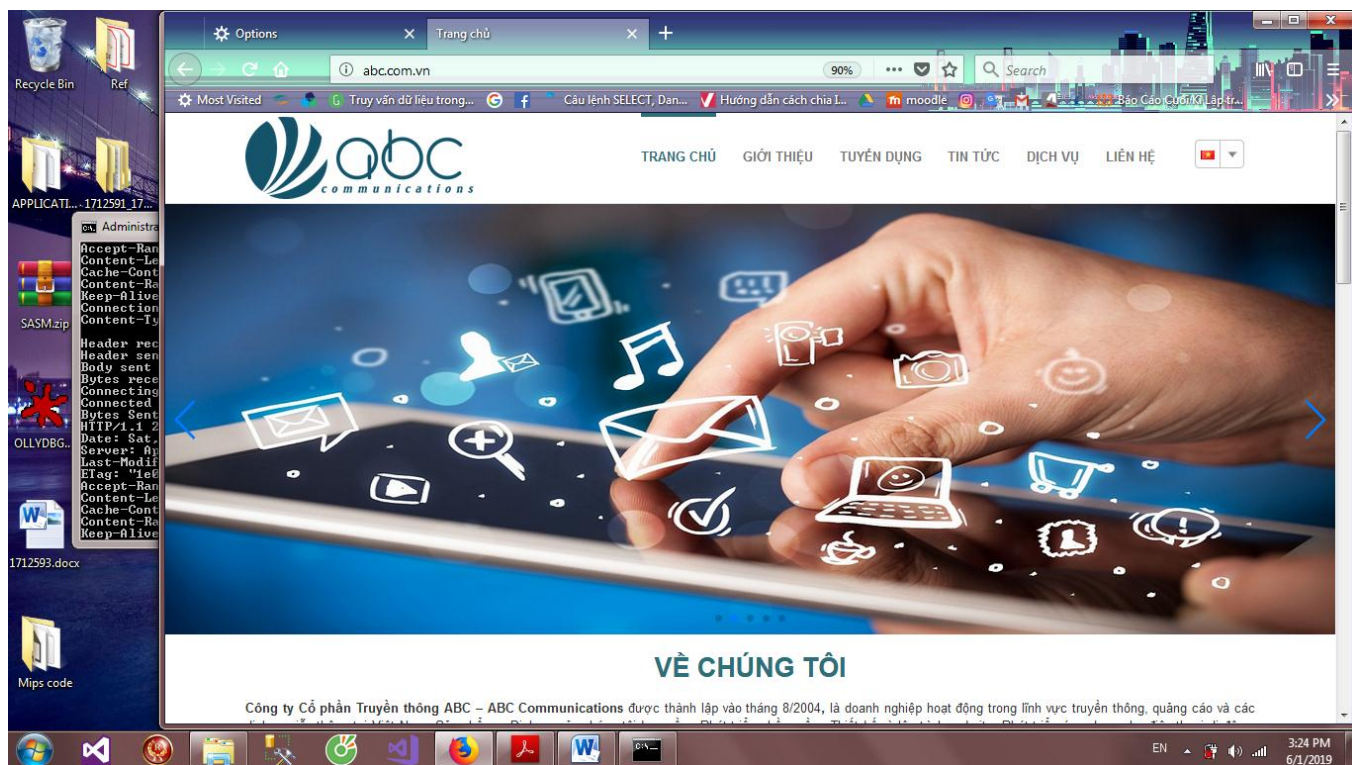 Options
Trang chủ
abc.com.vn
90%
Search
Most Visited
Truy vấn dữ liệu trong...
Câu lệnh SELECT, Dan...
Hướng dẫn cách chia I...
moodle
Báo Cáo Cuối Kì Lập tr...
Recycle Bin
Ref
APPLICATI...
1712591_17...
SASM.zip
OLLYDBG...
1712593.docx
Mips code
Administra
Accept-Ran
Content-Le
Cache-Cont
Content-Ra
Keep-Alive
Connection
Content-Ty
Header rec
Header sen
Body sent
Bytes rece
Connecting
Connected
Bytes Sent
HTTP/1.1 2
Date: Sat,
Server: Ap
Last-Modif
ETag: "1e0
Accept-Ran
Content-Le
Cache-Cont
Content-Ra
Keep-Alive
abc
communications
TRANG CHỦ GIỚI THIỆU TUYỂN DỤNG TIN TỨC DỊCH VỤ LIÊN HỆ
VỀ CHÚNG TÔI
Công ty Cổ phần Truyền thông ABC – ABC Communications được thành lập vào tháng 8/2004, là doanh nghiệp hoạt động trong lĩnh vực truyền thông, quảng cáo và các
EN
3:24 PM
6/1/2019